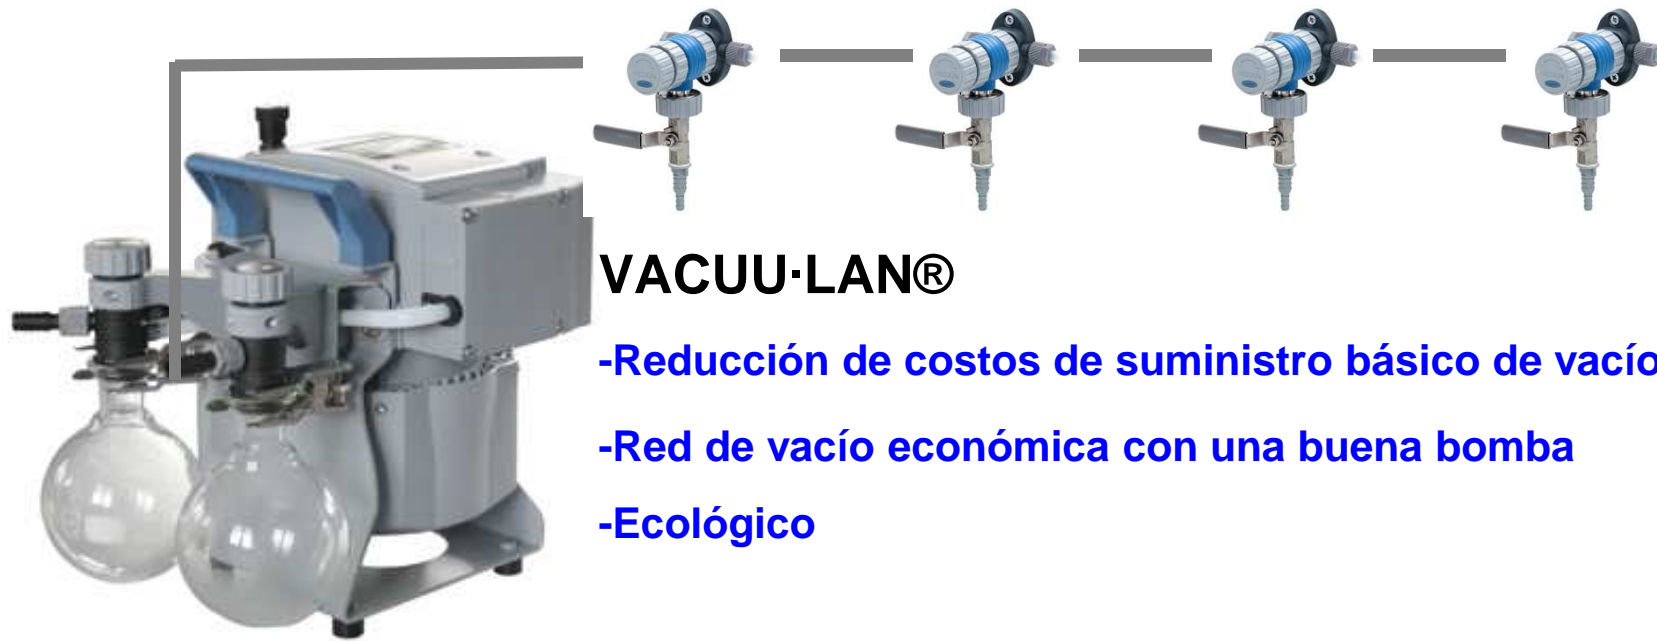 VACUU·LAN®
-Reducción de costos de suministro básico de vacío
-Red de vacío económica con una buena bomba
-Ecológico